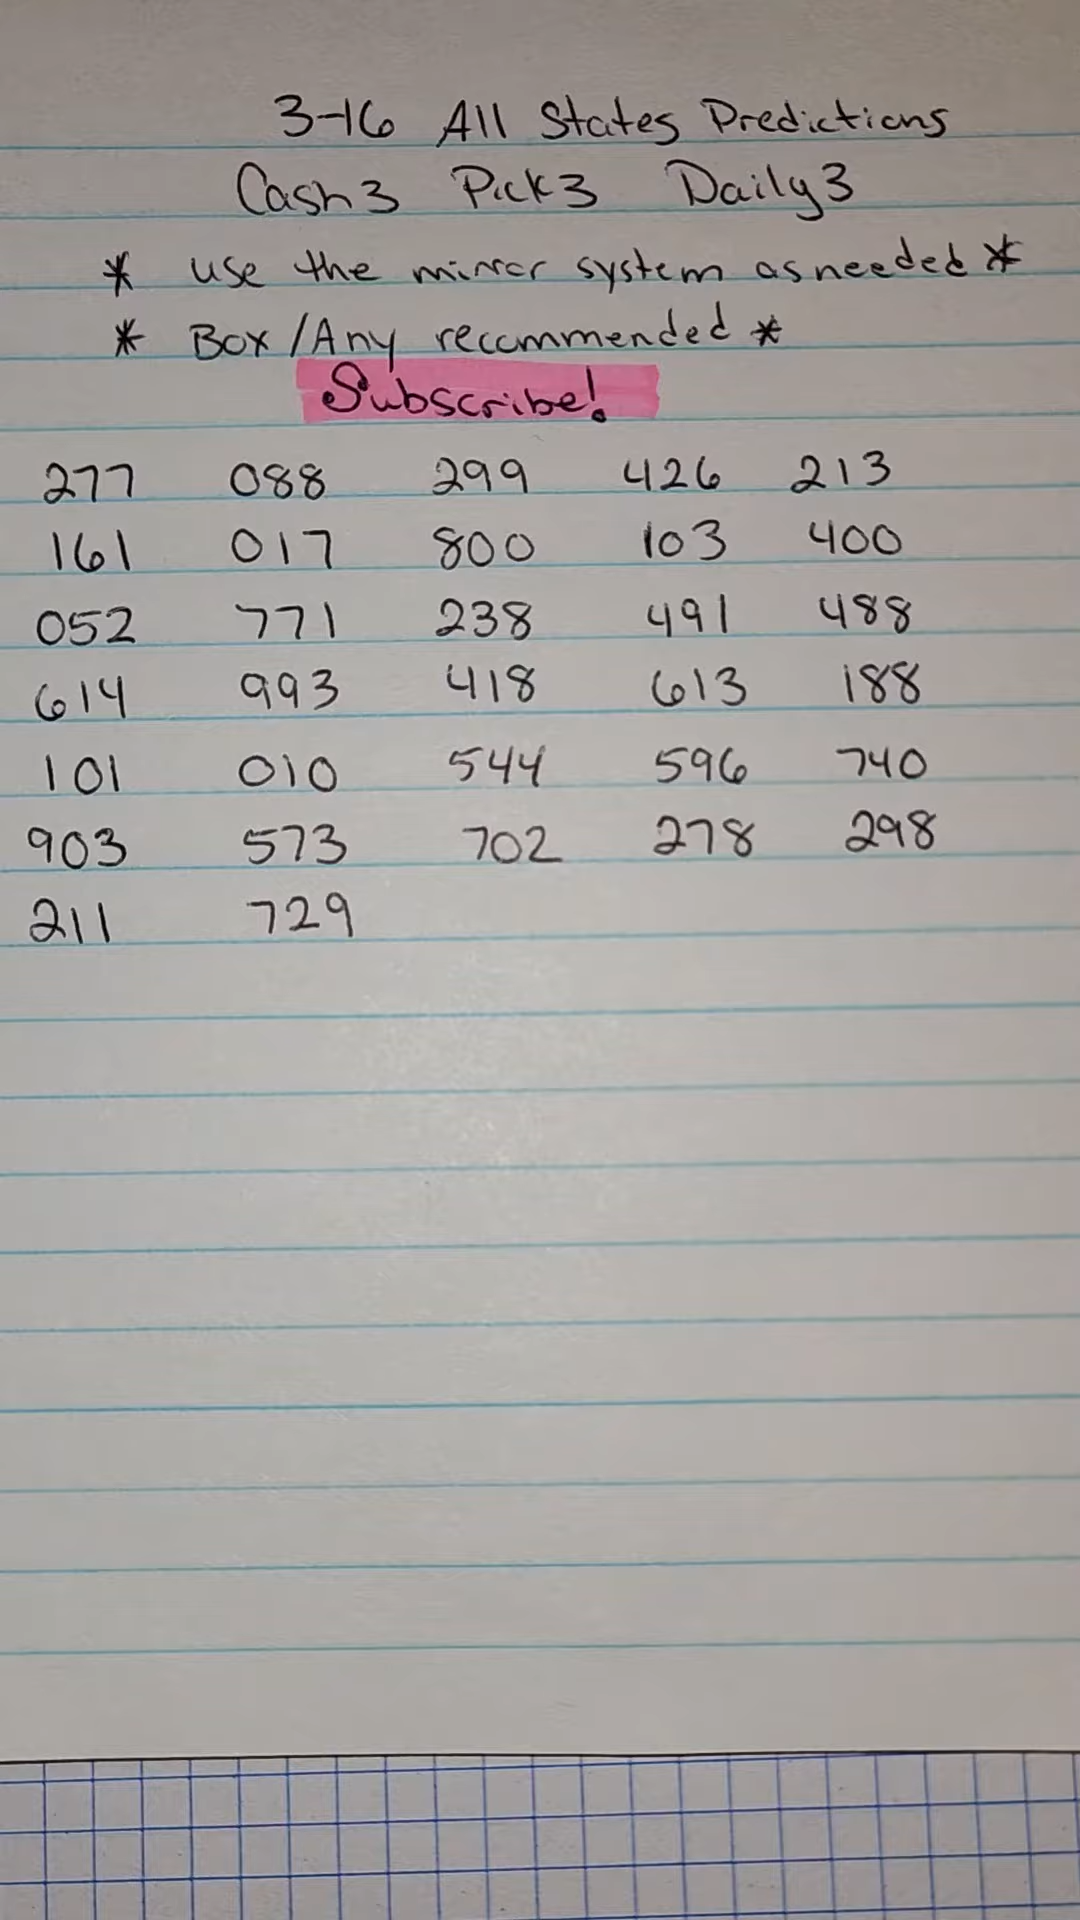 3-16 All States Predictions
Cash3 Pick3 Daily3
* use the mirror system as needed *
* Box/Any recommended *
Subscribe!
277 088 299 426 213
161 017 800 103 400
052 771 238 491 488
614 993 418 613 188
101 010 544 596 740
903 573 702 278 298
211 729